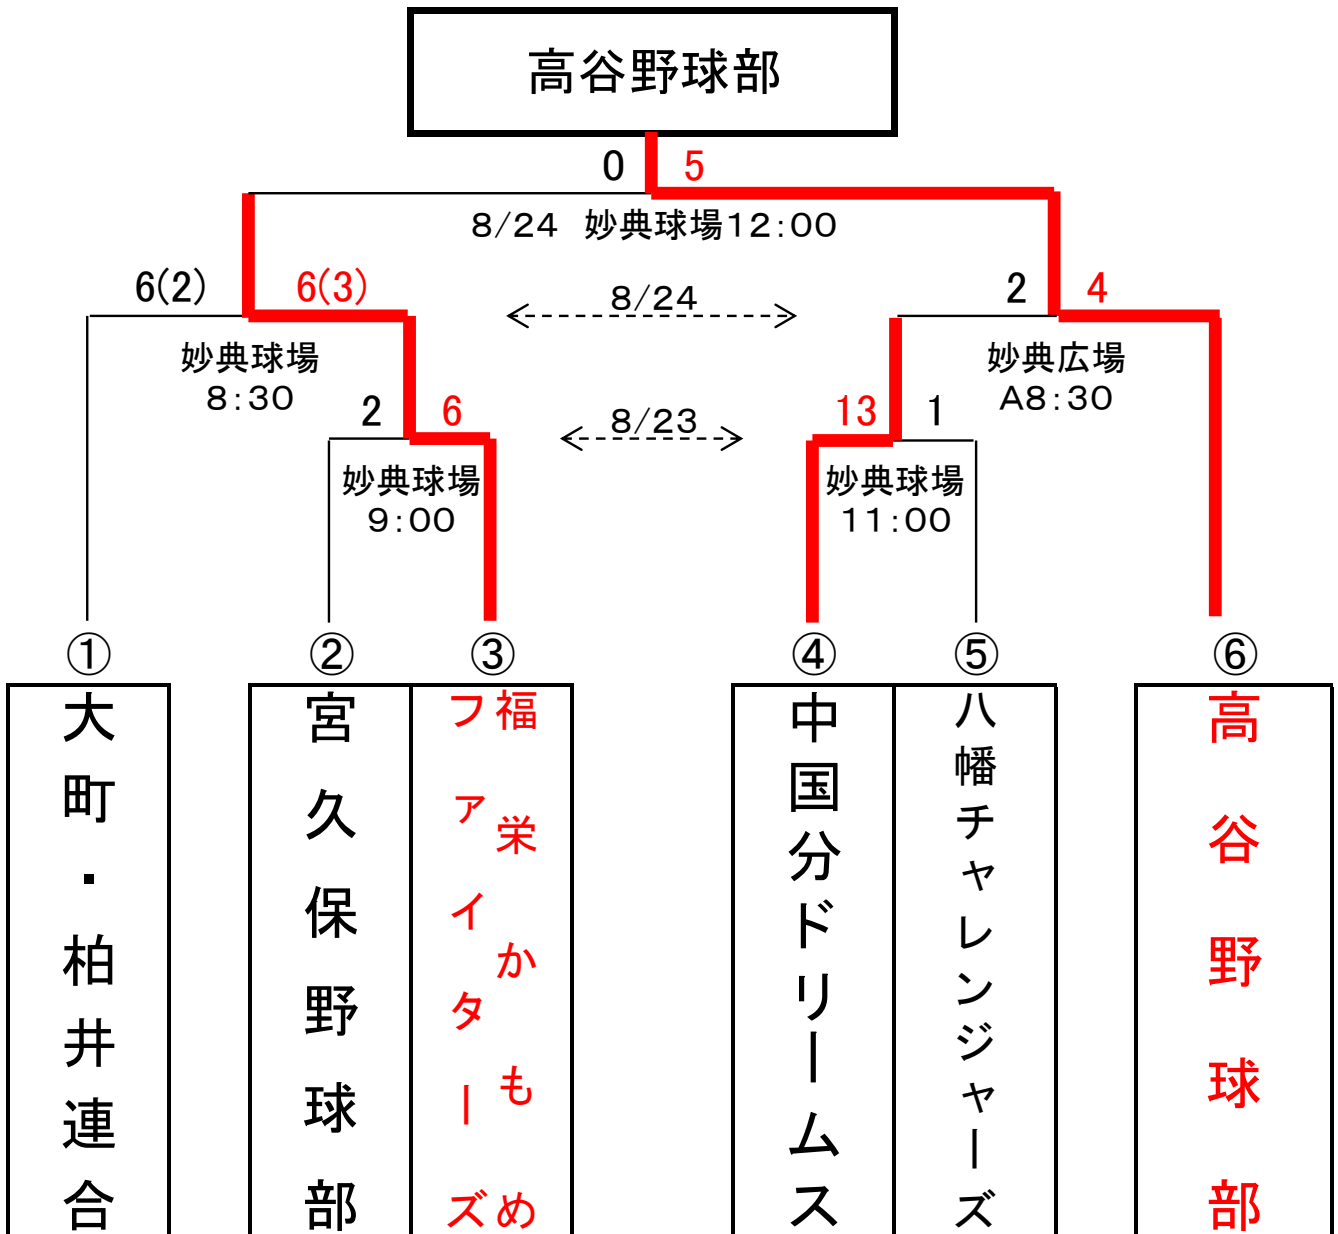 高谷野球部
0 5
8/24 妙典球場12:00
6(2) 6(3) 8/24 2 4
妙典球場
8:30
妙典広場
A8:30
2 6 8/23 13 1
妙典球場
9:00
妙典球場
11:00
① ② ③ ④ ⑤ ⑥
大町・柏井連合
宮久保野球部
福栄かもめ
ファイターズ
中国分ドリームス
八幡チャレンジャーズ
高谷野球部